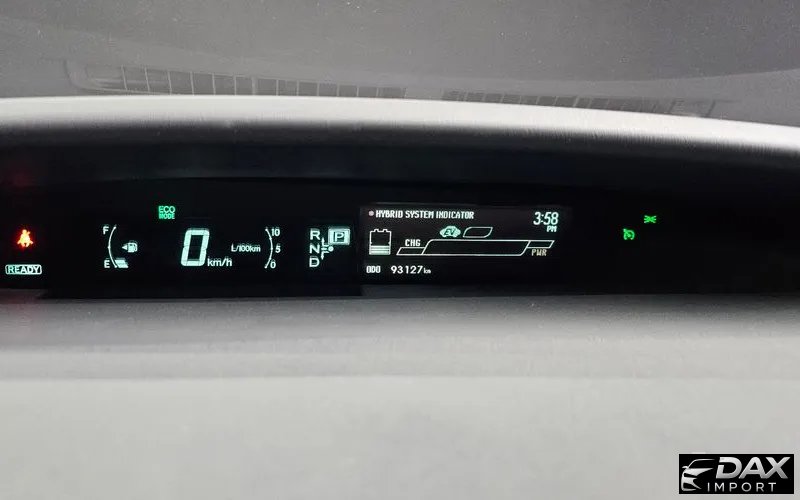 ECO
MODE
F
E
0
km/h
L/100km
10
5
0
R
N
D
P
READY
HYBRID SYSTEM INDICATOR
3:58
PM
EV
CHG
PWR
ODO 93127 km
DAX
IMPORT